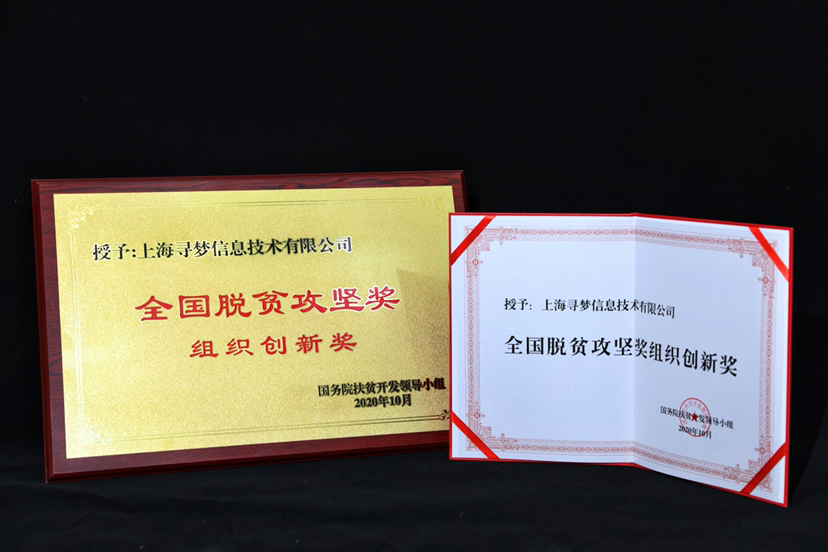 授予:上海寻梦信息技术有限公司
全国脱贫攻坚奖
组织创新奖
国务院扶贫开发领导小组
2020年10月
授予：上海寻梦信息技术有限公司
全国脱贫攻坚奖组织创新奖
国务院扶贫开发领导小组
2020年10月